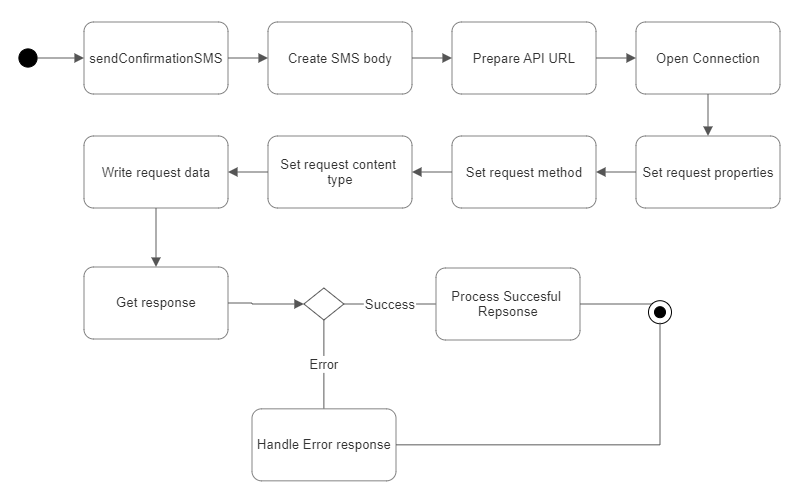 sendConfirmationSMS
Create SMS body
Prepare API URL
Open Connection
Write request data
Set request content
type
Set request method
Set request properties
Get response
Success
Process Succesful
Repsonse
Error
Handle Error response